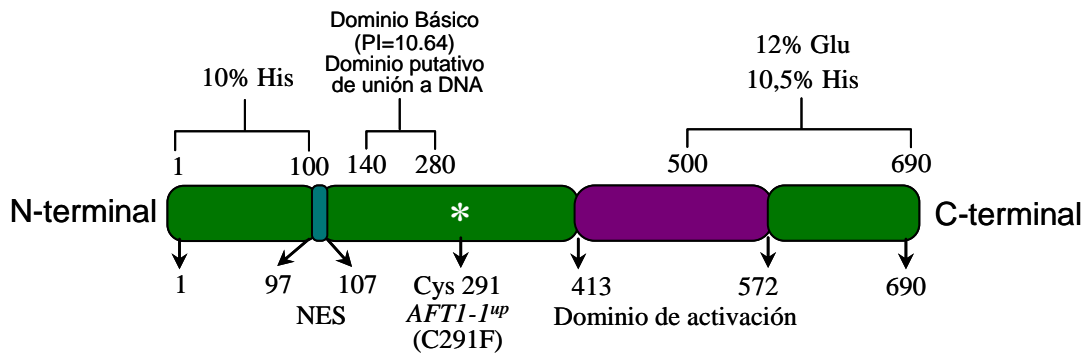 Dominio Básico
(PI=10.64)
Dominio putativo
de unión a DNA
10% His
12% Glu
10,5% His
1
100
140
280
500
690
N-terminal
*
C-terminal
1
97
107
Cys 291
413
572
690
NES
AFT1-1up
Dominio de activación
(C291F)